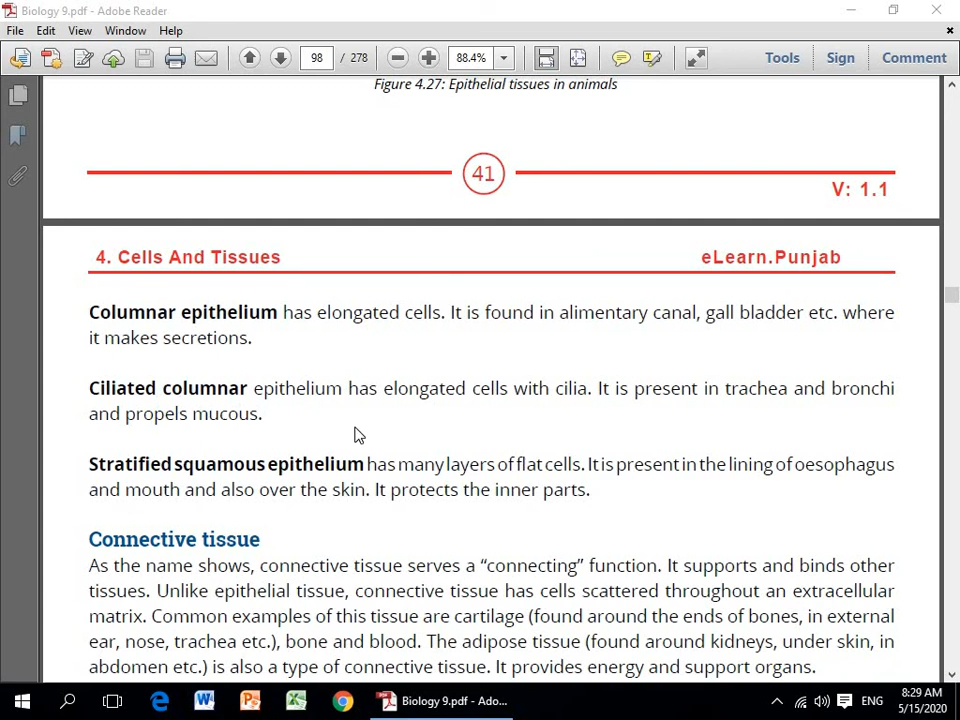 Biology 9.pdf - Adobe Reader
File Edit View Window Help
98 / 278 88.4% Tools Sign Comment
Figure 4.27: Epithelial tissues in animals
41
V: 1.1
4. Cells And Tissues eLearn.Punjab
Columnar epithelium has elongated cells. It is found in alimentary canal, gall bladder etc. where
it makes secretions.
Ciliated columnar epithelium has elongated cells with cilia. It is present in trachea and bronchi
and propels mucous.
Stratified squamous epithelium has many layers of flat cells. It is present in the lining of oesophagus
and mouth and also over the skin. It protects the inner parts.
Connective tissue
As the name shows, connective tissue serves a “connecting” function. It supports and binds other
tissues. Unlike epithelial tissue, connective tissue has cells scattered throughout an extracellular
matrix. Common examples of this tissue are cartilage (found around the ends of bones, in external
ear, nose, trachea etc.), bone and blood. The adipose tissue (found around kidneys, under skin, in
abdomen etc.) is also a type of connective tissue. It provides energy and support organs.
Biology 9.pdf - Ado... ENG 8:29 AM
5/15/2020